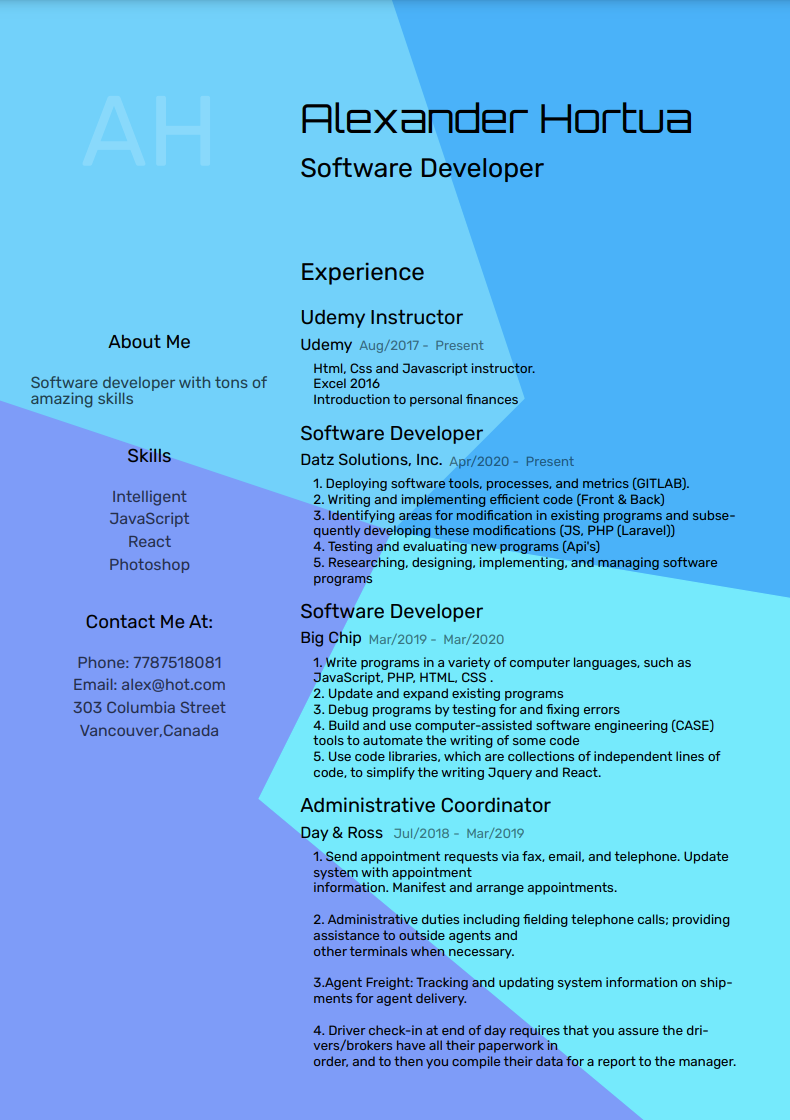 AH
Alexander Hortua
Software Developer
About Me
Software developer with tons of
amazing skills
Skills
Intelligent
JavaScript
React
Photoshop
Contact Me At:
Phone: 7787518081
Email: alex@hot.com
303 Columbia Street
Vancouver,Canada
Experience
Udemy Instructor
Udemy Aug/2017 - Present
Html, Css and Javascript instructor.
Excel 2016
Introduction to personal finances
Software Developer
Datz Solutions, Inc. Apr/2020 - Present
1. Deploying software tools, processes, and metrics (GITLAB).
2. Writing and implementing efficient code (Front & Back)
3. Identifying areas for modification in existing programs and subse-
quently developing these modifications (JS, PHP (Laravel))
4. Testing and evaluating new programs (Api's)
5. Researching, designing, implementing, and managing software
programs
Software Developer
Big Chip Mar/2019 - Mar/2020
1. Write programs in a variety of computer languages, such as
JavaScript, PHP, HTML, CSS .
2. Update and expand existing programs
3. Debug programs by testing for and fixing errors
4. Build and use computer-assisted software engineering (CASE)
tools to automate the writing of some code
5. Use code libraries, which are collections of independent lines of
code, to simplify the writing Jquery and React.
Administrative Coordinator
Day & Ross Jul/2018 - Mar/2019
1. Send appointment requests via fax, email, and telephone. Update
system with appointment
information. Manifest and arrange appointments.
2. Administrative duties including fielding telephone calls; providing
assistance to outside agents and
other terminals when necessary.
3.Agent Freight: Tracking and updating system information on ship-
ments for agent delivery.
4. Driver check-in at end of day requires that you assure the dri-
vers/brokers have all their paperwork in
order, and to then you compile their data for a report to the manager.